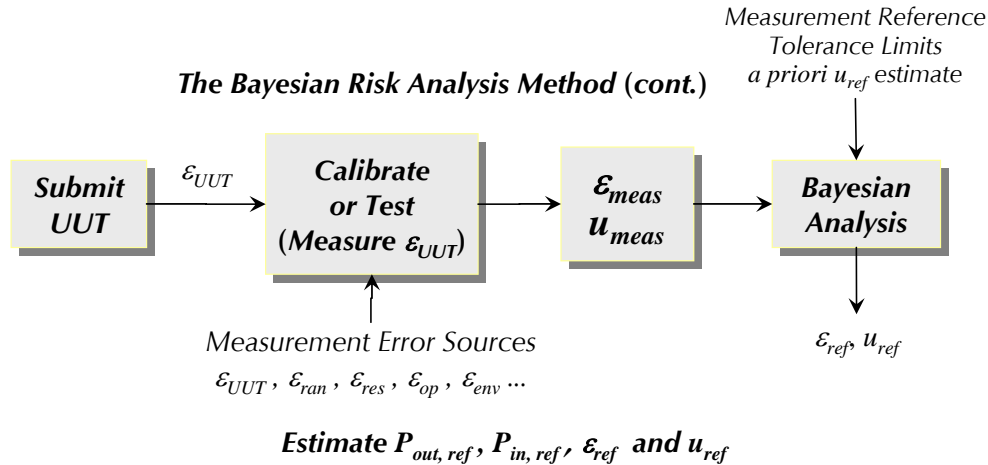 Measurement Reference
Tolerance Limits
a priori u_ref estimate
The Bayesian Risk Analysis Method (cont.)
Submit
UUT
ε_UUT
Calibrate
or Test
(Measure ε_UUT)
ε_meas
u_meas
Bayesian
Analysis
Measurement Error Sources
ε_UUT , ε_ran , ε_res , ε_op , ε_env ...
ε_ref, u_ref
Estimate P_out, ref , P_in, ref , ε_ref and u_ref